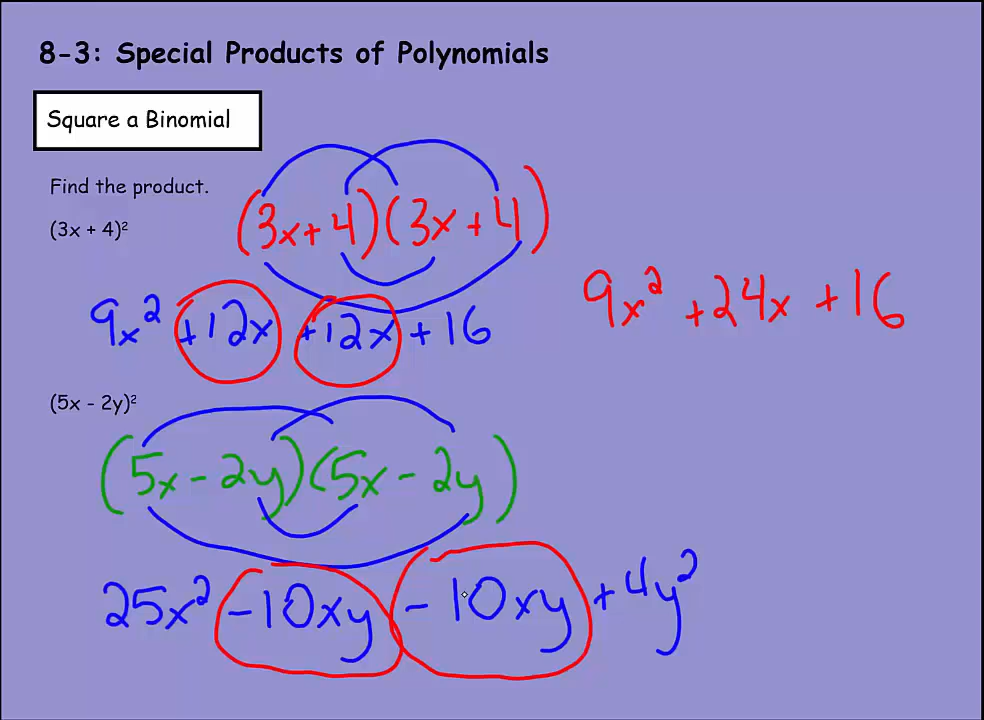 8-3: Special Products of Polynomials
Square a Binomial
Find the product.
(3x + 4)²
(3x + 4)(3x + 4)
9x² + 12x + 12x + 16
9x² + 24x + 16
(5x - 2y)²
(5x - 2y)(5x - 2y)
25x² - 10xy - 10xy + 4y²